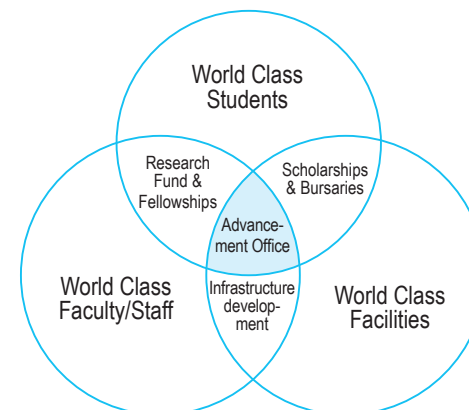 World Class
Students
Research
Fund &
Fellowships
Scholarships
& Bursaries
Advance-
ment Office
World Class
Faculty/Staff
Infrastructure
develop-
ment
World Class
Facilities